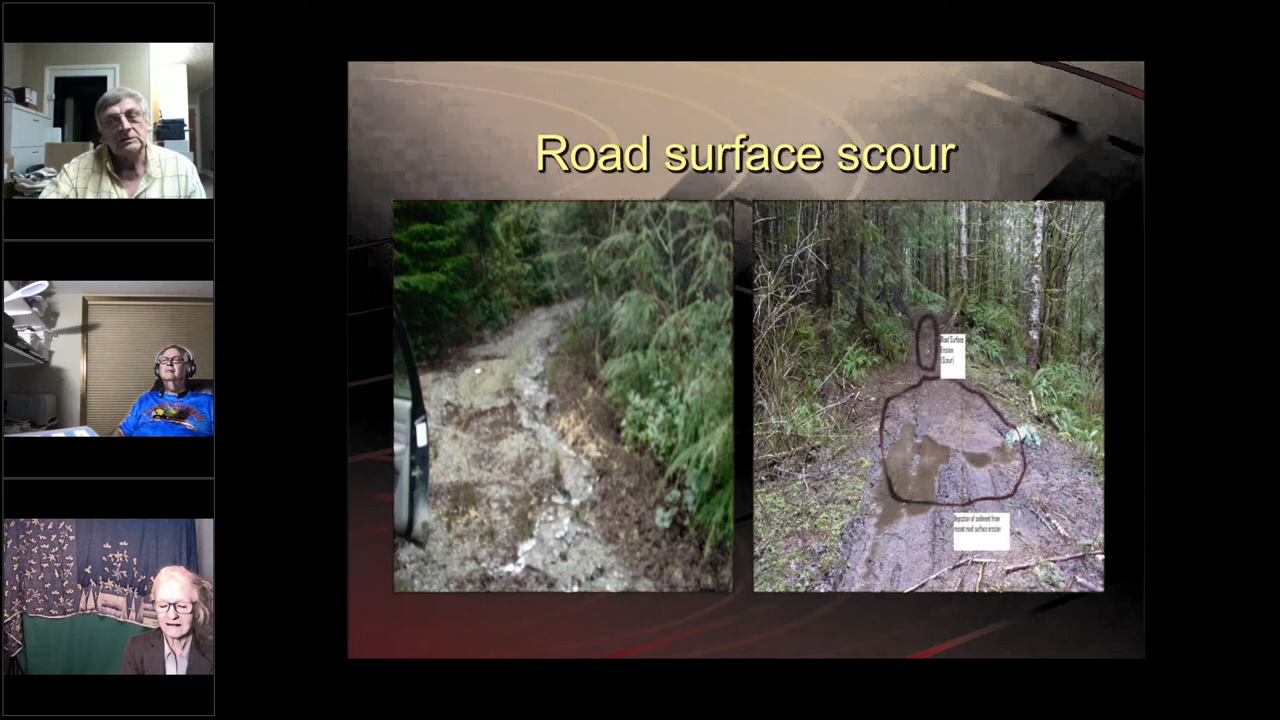 Road surface scour
Road Surface
Erosion
(Scour)
Deposition of sediment from
recent road surface erosion